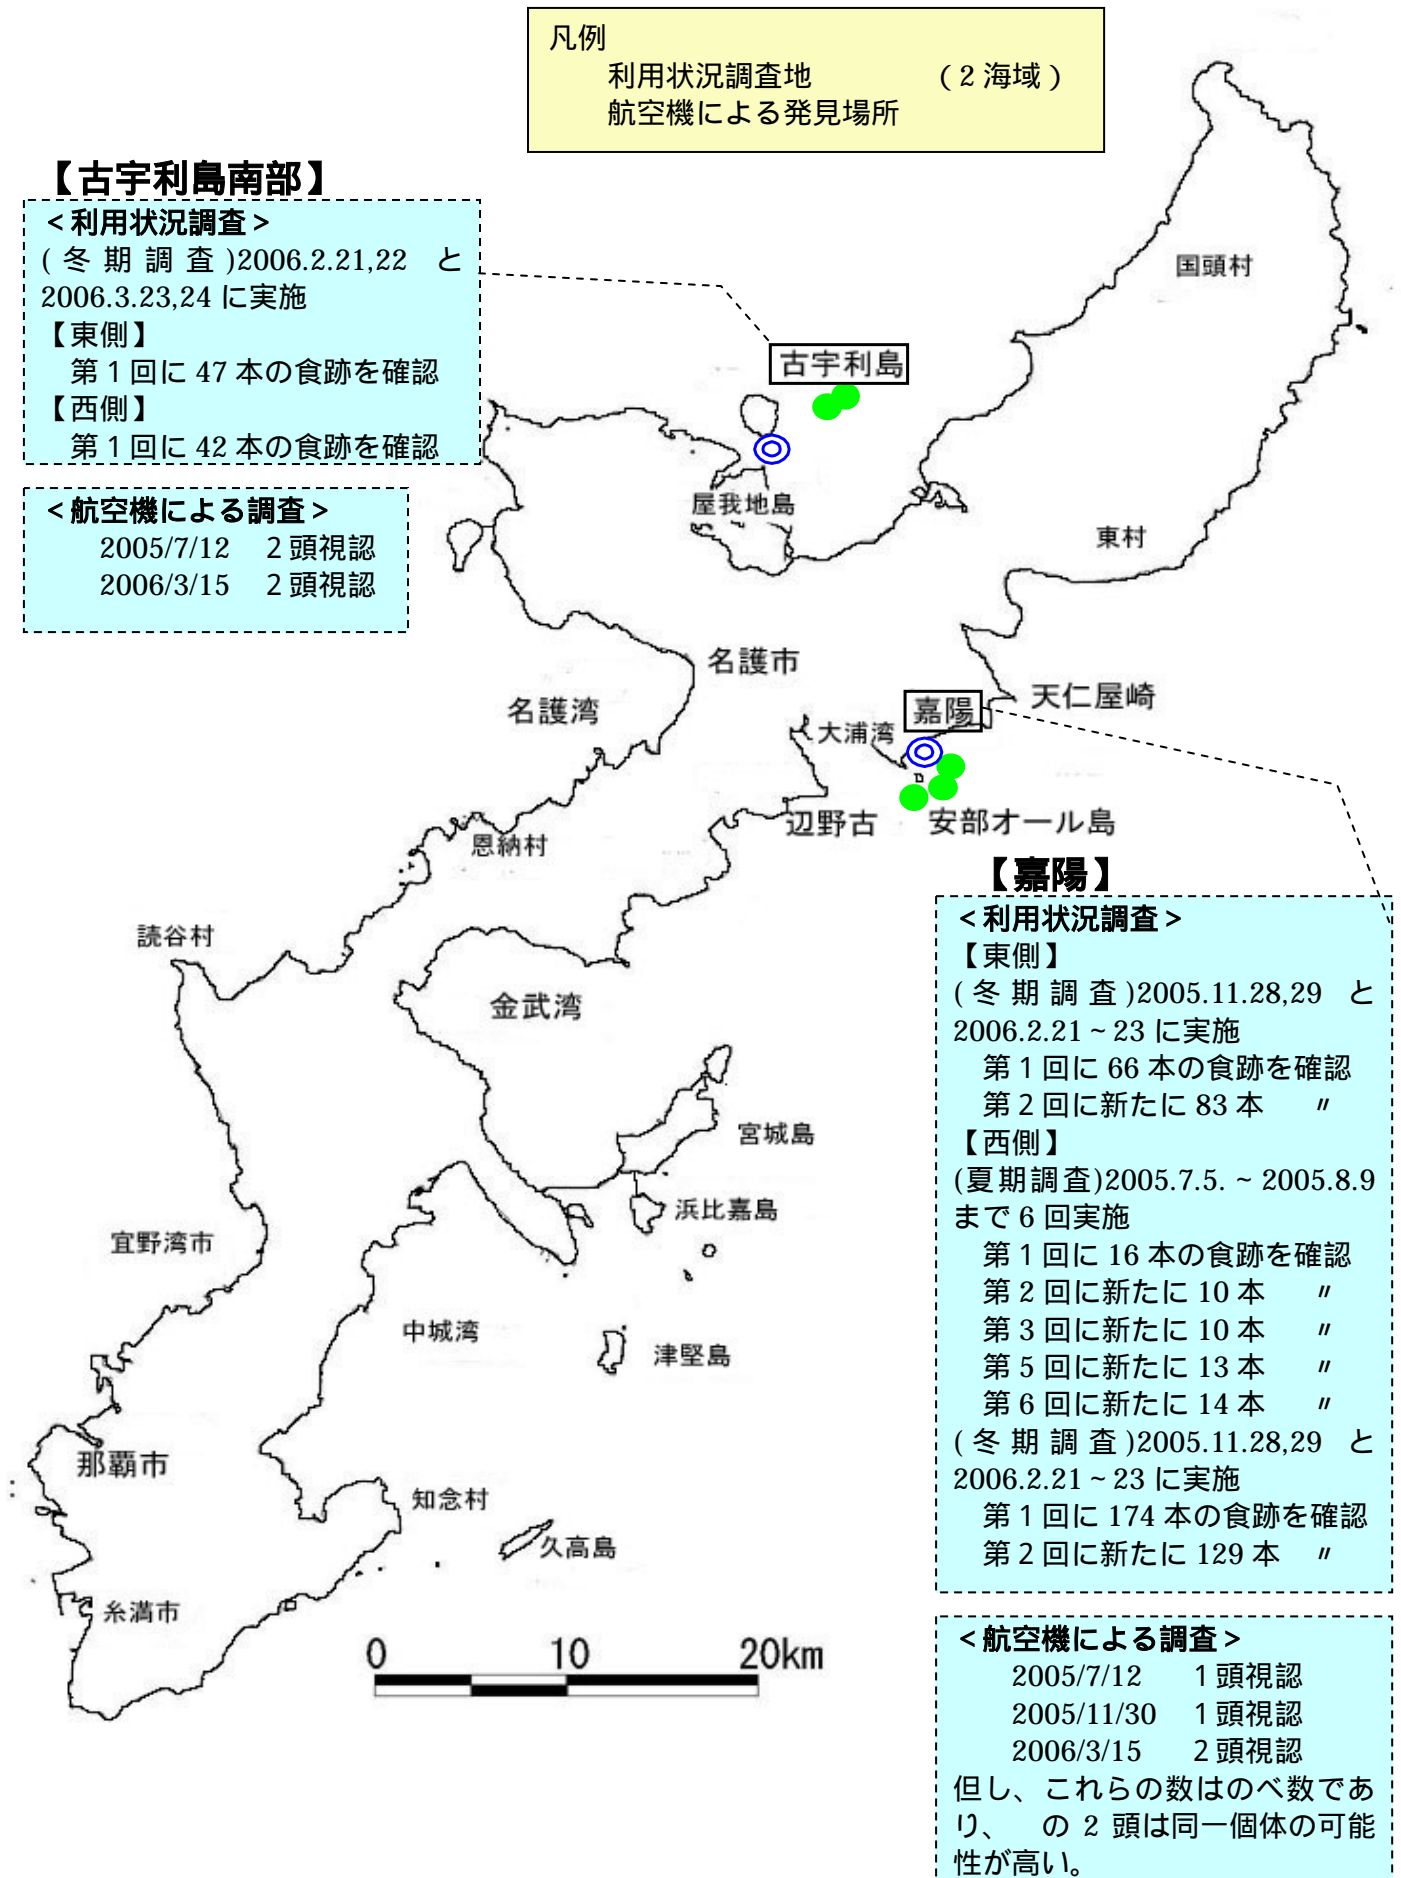 凡例
利用状況調査地 (2海域)
航空機による発見場所
【古宇利島南部】
<利用状況調査>
(冬期調査)2006.2.21,22 と
2006.3.23,24 に実施
【東側】
第1回に 47 本の食跡を確認
【西側】
第1回に 42 本の食跡を確認
<航空機による調査>
2005/7/12 2頭視認
2006/3/15 2頭視認
国頭村
古宇利島
屋我地島
東村
名護市
名護湾
天仁屋崎
嘉陽
大浦湾
辺野古
安部オール島
恩納村
読谷村
金武湾
宮城島
浜比嘉島
宜野湾市
中城湾
津堅島
那覇市
知念村
久高島
糸満市
0 10 20km
【嘉陽】
<利用状況調査>
【東側】
(冬期調査)2005.11.28,29 と
2006.2.21~23 に実施
第1回に 66 本の食跡を確認
第2回に新たに 83 本 〃
【西側】
(夏期調査)2005.7.5.~2005.8.9
まで 6 回実施
第1回に 16 本の食跡を確認
第2回に新たに 10 本 〃
第3回に新たに 10 本 〃
第5回に新たに 13 本 〃
第6回に新たに 14 本 〃
(冬期調査)2005.11.28,29 と
2006.2.21~23 に実施
第1回に 174 本の食跡を確認
第2回に新たに 129 本 〃
<航空機による調査>
2005/7/12 1頭視認
2005/11/30 1頭視認
2006/3/15 2頭視認
但し、これらの数はのべ数であ
り、 の 2 頭は同一個体の可能
性が高い。